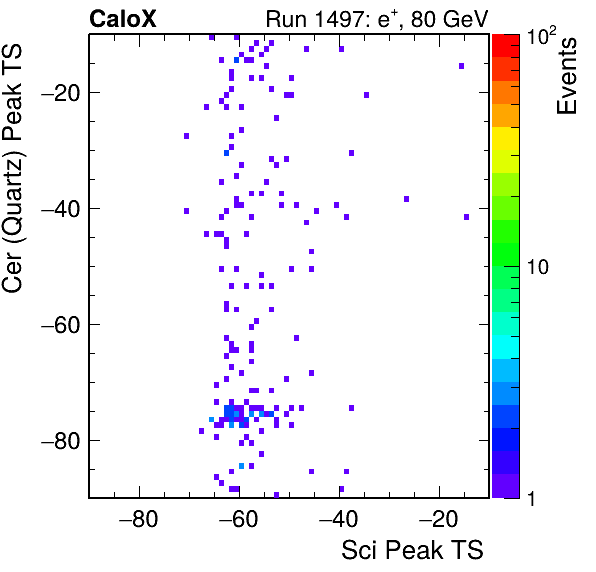 CaloX Run 1497: e⁺, 80 GeV
Cer (Quartz) Peak TS
−20
−40
−60
−80
−80 −60 −40 −20
Sci Peak TS
10²
10
1
Events